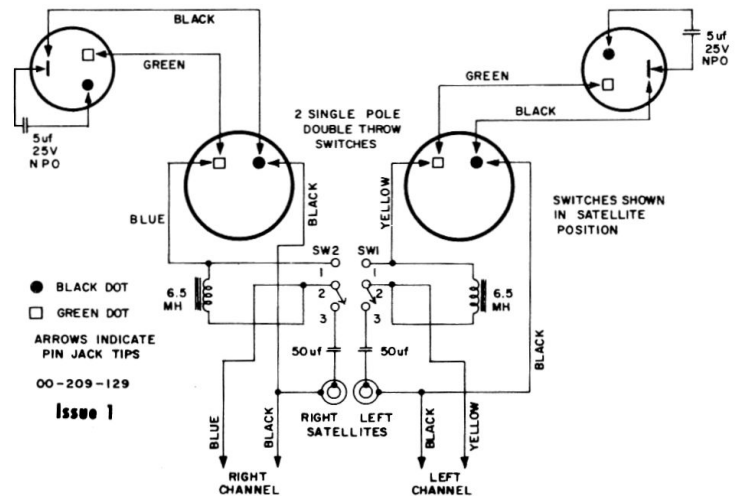 BLACK
GREEN
5uf
25V
NPO
5uf
25V
NPO
GREEN
BLACK
2 SINGLE POLE
DOUBLE THROW
SWITCHES
BLUE
BLACK
YELLOW
SWITCHES SHOWN
IN SATELLITE
POSITION
SW2
SW1
1
1
2
2
3
3
6.5
MH
6.5
MH
BLACK DOT
GREEN DOT
ARROWS INDICATE
PIN JACK TIPS
00-209-129
Issue 1
50uf
50uf
BLACK
RIGHT
LEFT
SATELLITES
BLUE
BLACK
BLACK
YELLOW
RIGHT
CHANNEL
LEFT
CHANNEL